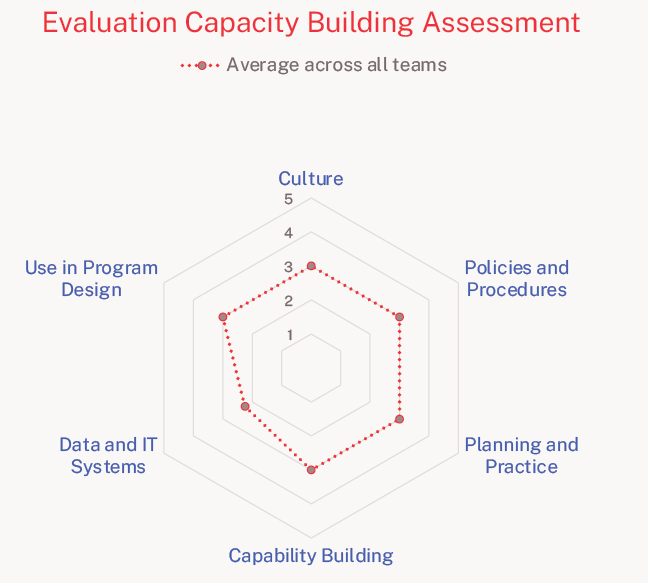 Evaluation Capacity Building Assessment
Average across all teams
Culture
5
4
3
2
1
Use in Program
Design
Policies and
Procedures
Data and IT
Systems
Planning and
Practice
Capability Building